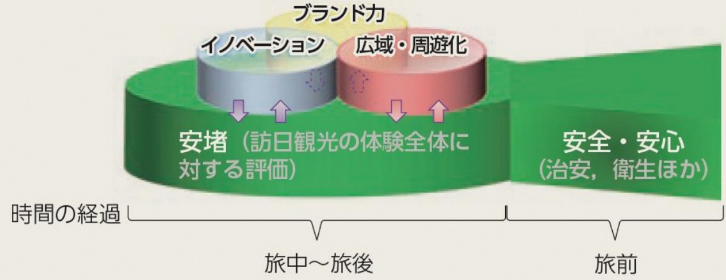 ブランド力
イノベーション
広域・周遊化
安堵（訪日観光の体験全体に
対する評価）
安全・安心
（治安，衛生ほか）
時間の経過
旅中～旅後
旅前